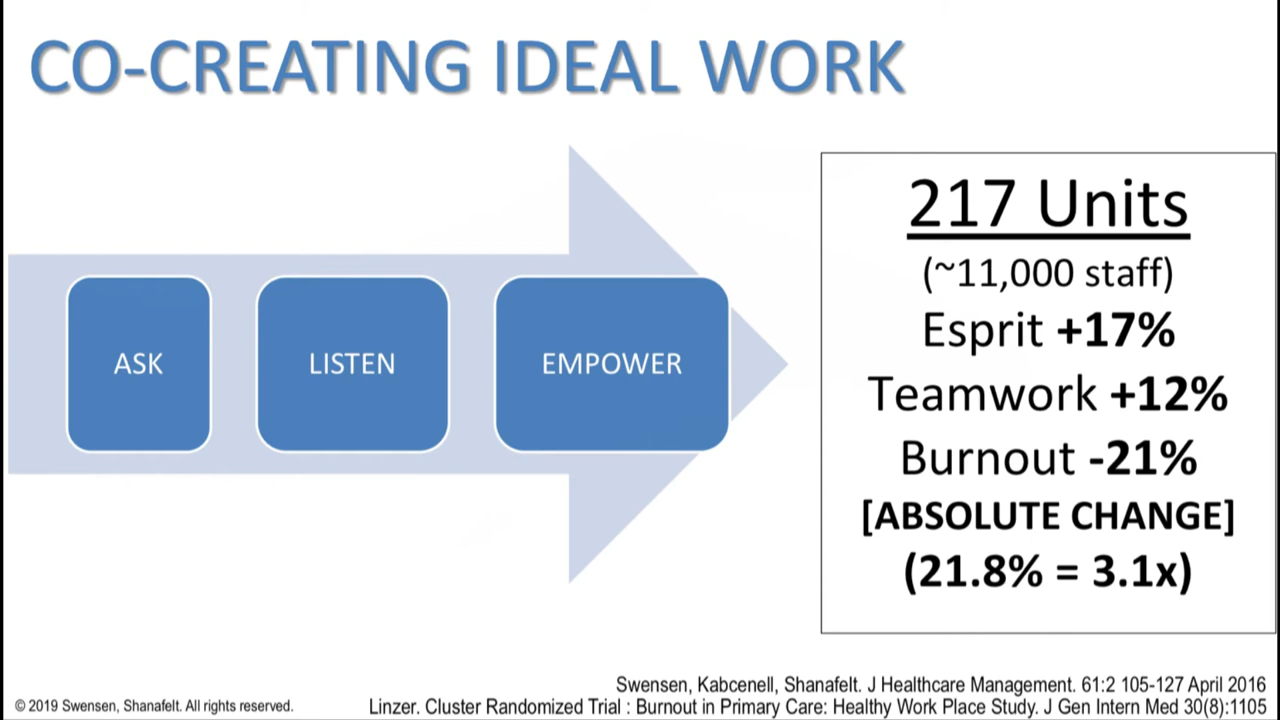 CO-CREATING IDEAL WORK
ASK
LISTEN
EMPOWER
217 Units
(~11,000 staff)
Esprit +17%
Teamwork +12%
Burnout -21%
[ABSOLUTE CHANGE]
(21.8% = 3.1x)
Swensen, Kabcenell, Shanafelt. J Healthcare Management. 61:2 105-127 April 2016
© 2019 Swensen, Shanafelt. All rights reserved.
Linzer. Cluster Randomized Trial : Burnout in Primary Care: Healthy Work Place Study. J Gen Intern Med 30(8):1105